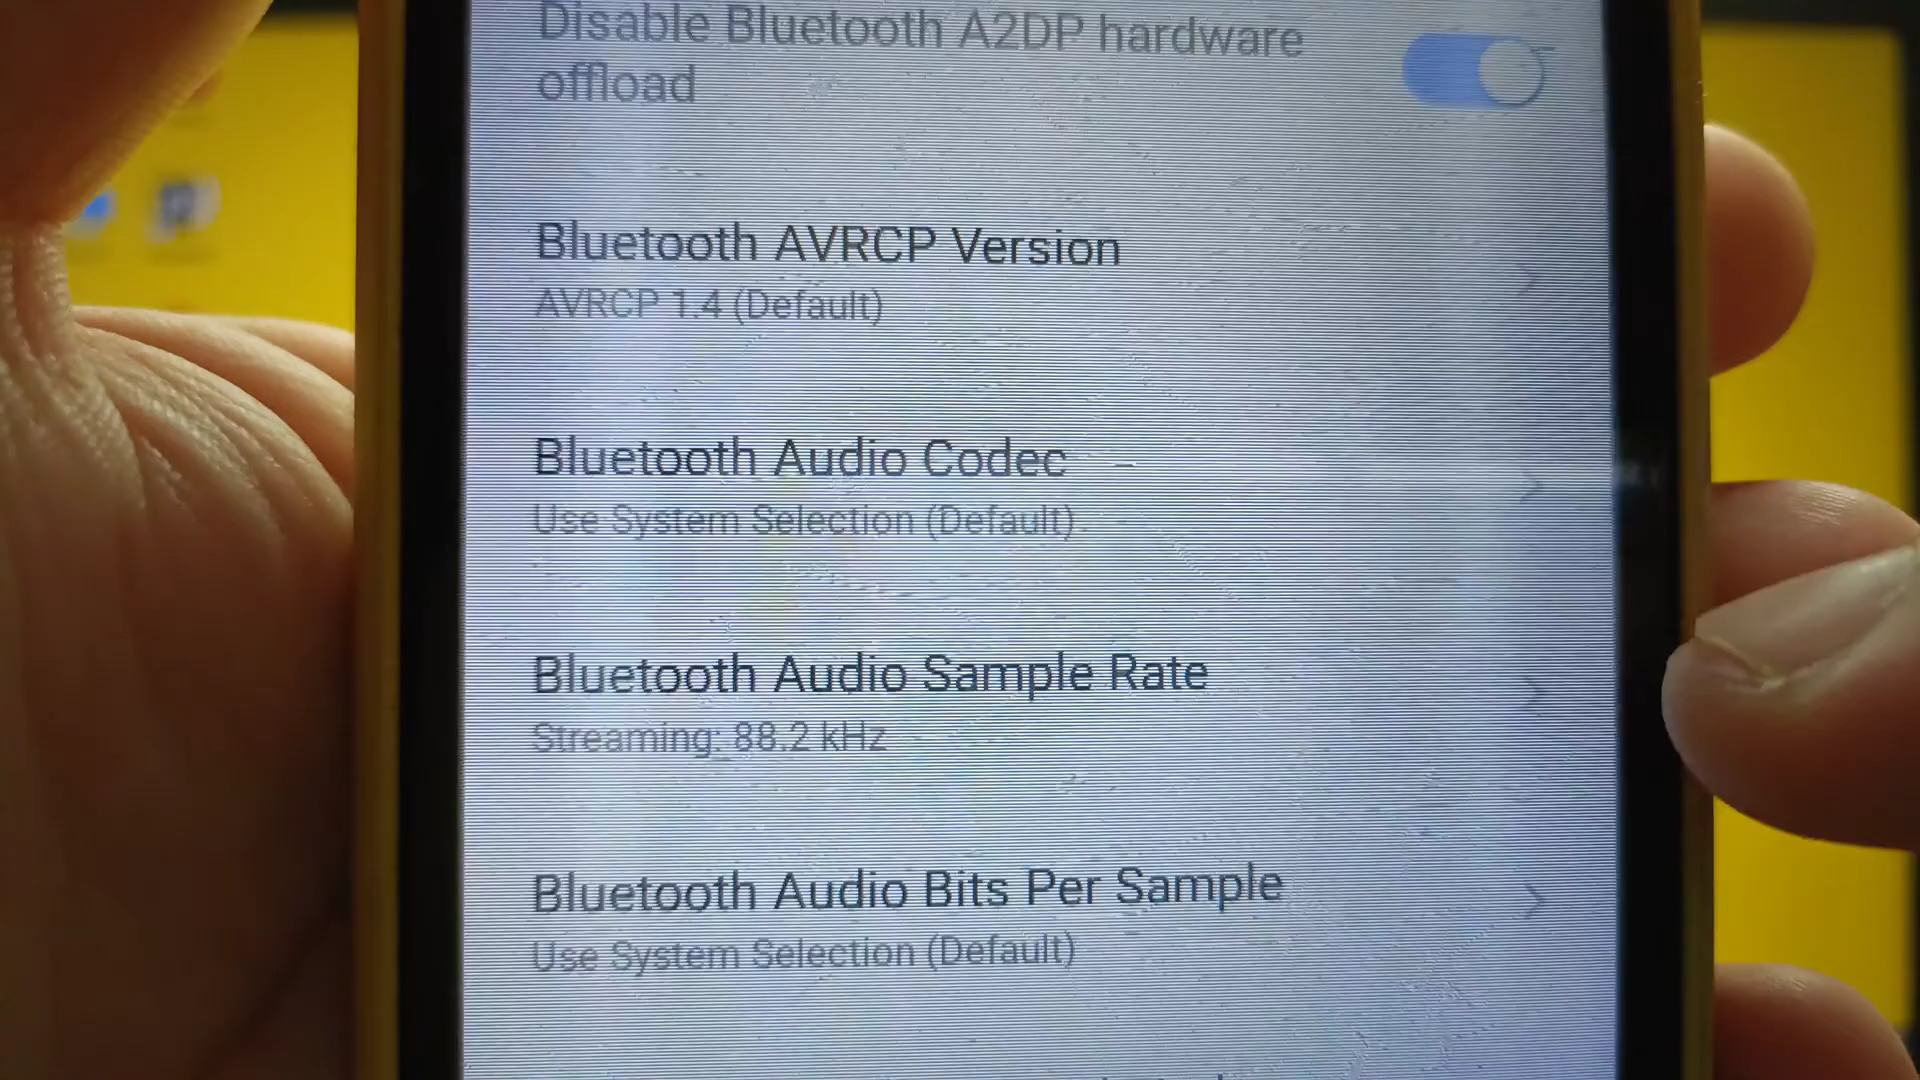 Disable Bluetooth A2DP hardware
offload
Bluetooth AVRCP Version
AVRCP 1.4 (Default)
Bluetooth Audio Codec
Use System Selection (Default)
Bluetooth Audio Sample Rate
Streaming: 88.2 kHz
Bluetooth Audio Bits Per Sample
Use System Selection (Default)